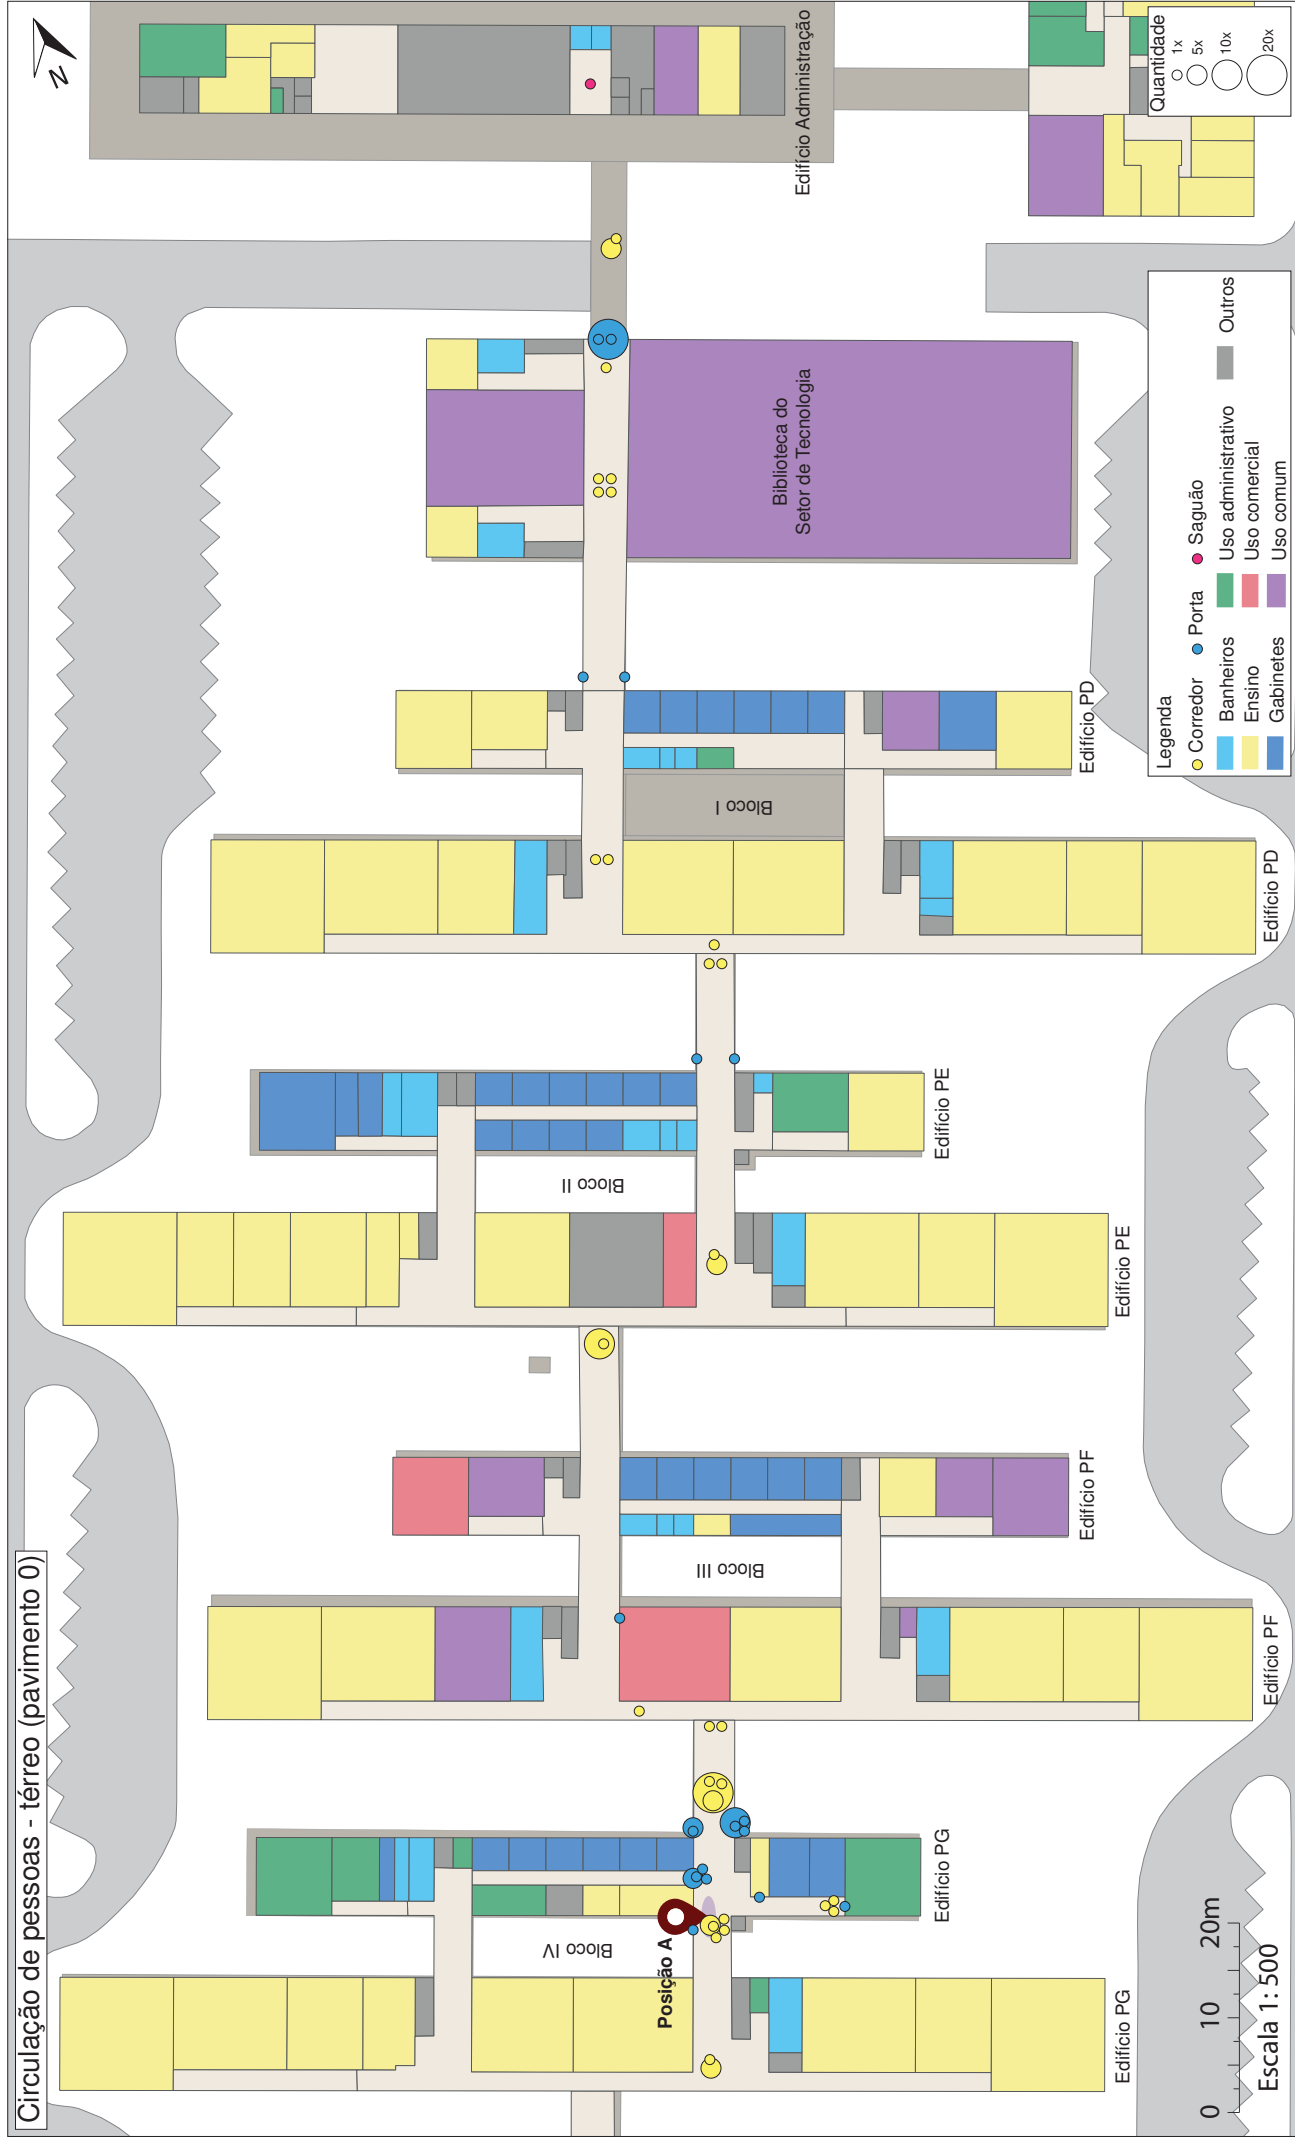 Circulação de pessoas - térreo (pavimento 0)
N
Edifício Administração
Quantidade
1x
5x
10x
20x
Biblioteca do
Setor de Tecnologia
Legenda
Corredor
Porta
Saguão
Banheiros
Uso administrativo
Outros
Ensino
Uso comercial
Gabinetes
Uso comum
Edifício PD
Bloco I
Edifício PD
Edifício PE
Bloco II
Edifício PE
Edifício PF
Bloco III
Edifício PF
Edifício PG
Bloco IV
Posição A
Edifício PG
0 10 20m
Escala 1: 500